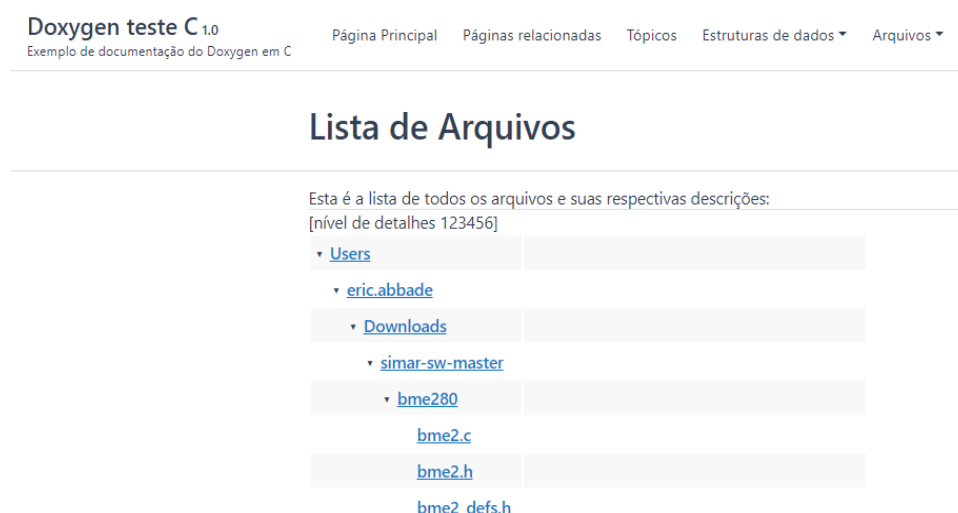 Doxygen teste C 1.0
Exemplo de documentação do Doxygen em C
Página Principal Páginas relacionadas Tópicos Estruturas de dados Arquivos
Lista de Arquivos
Esta é a lista de todos os arquivos e suas respectivas descrições:
[nível de detalhes 123456]
Users
eric.abbade
Downloads
simar-sw-master
bme280
bme2.c
bme2.h
bme2_defs.h